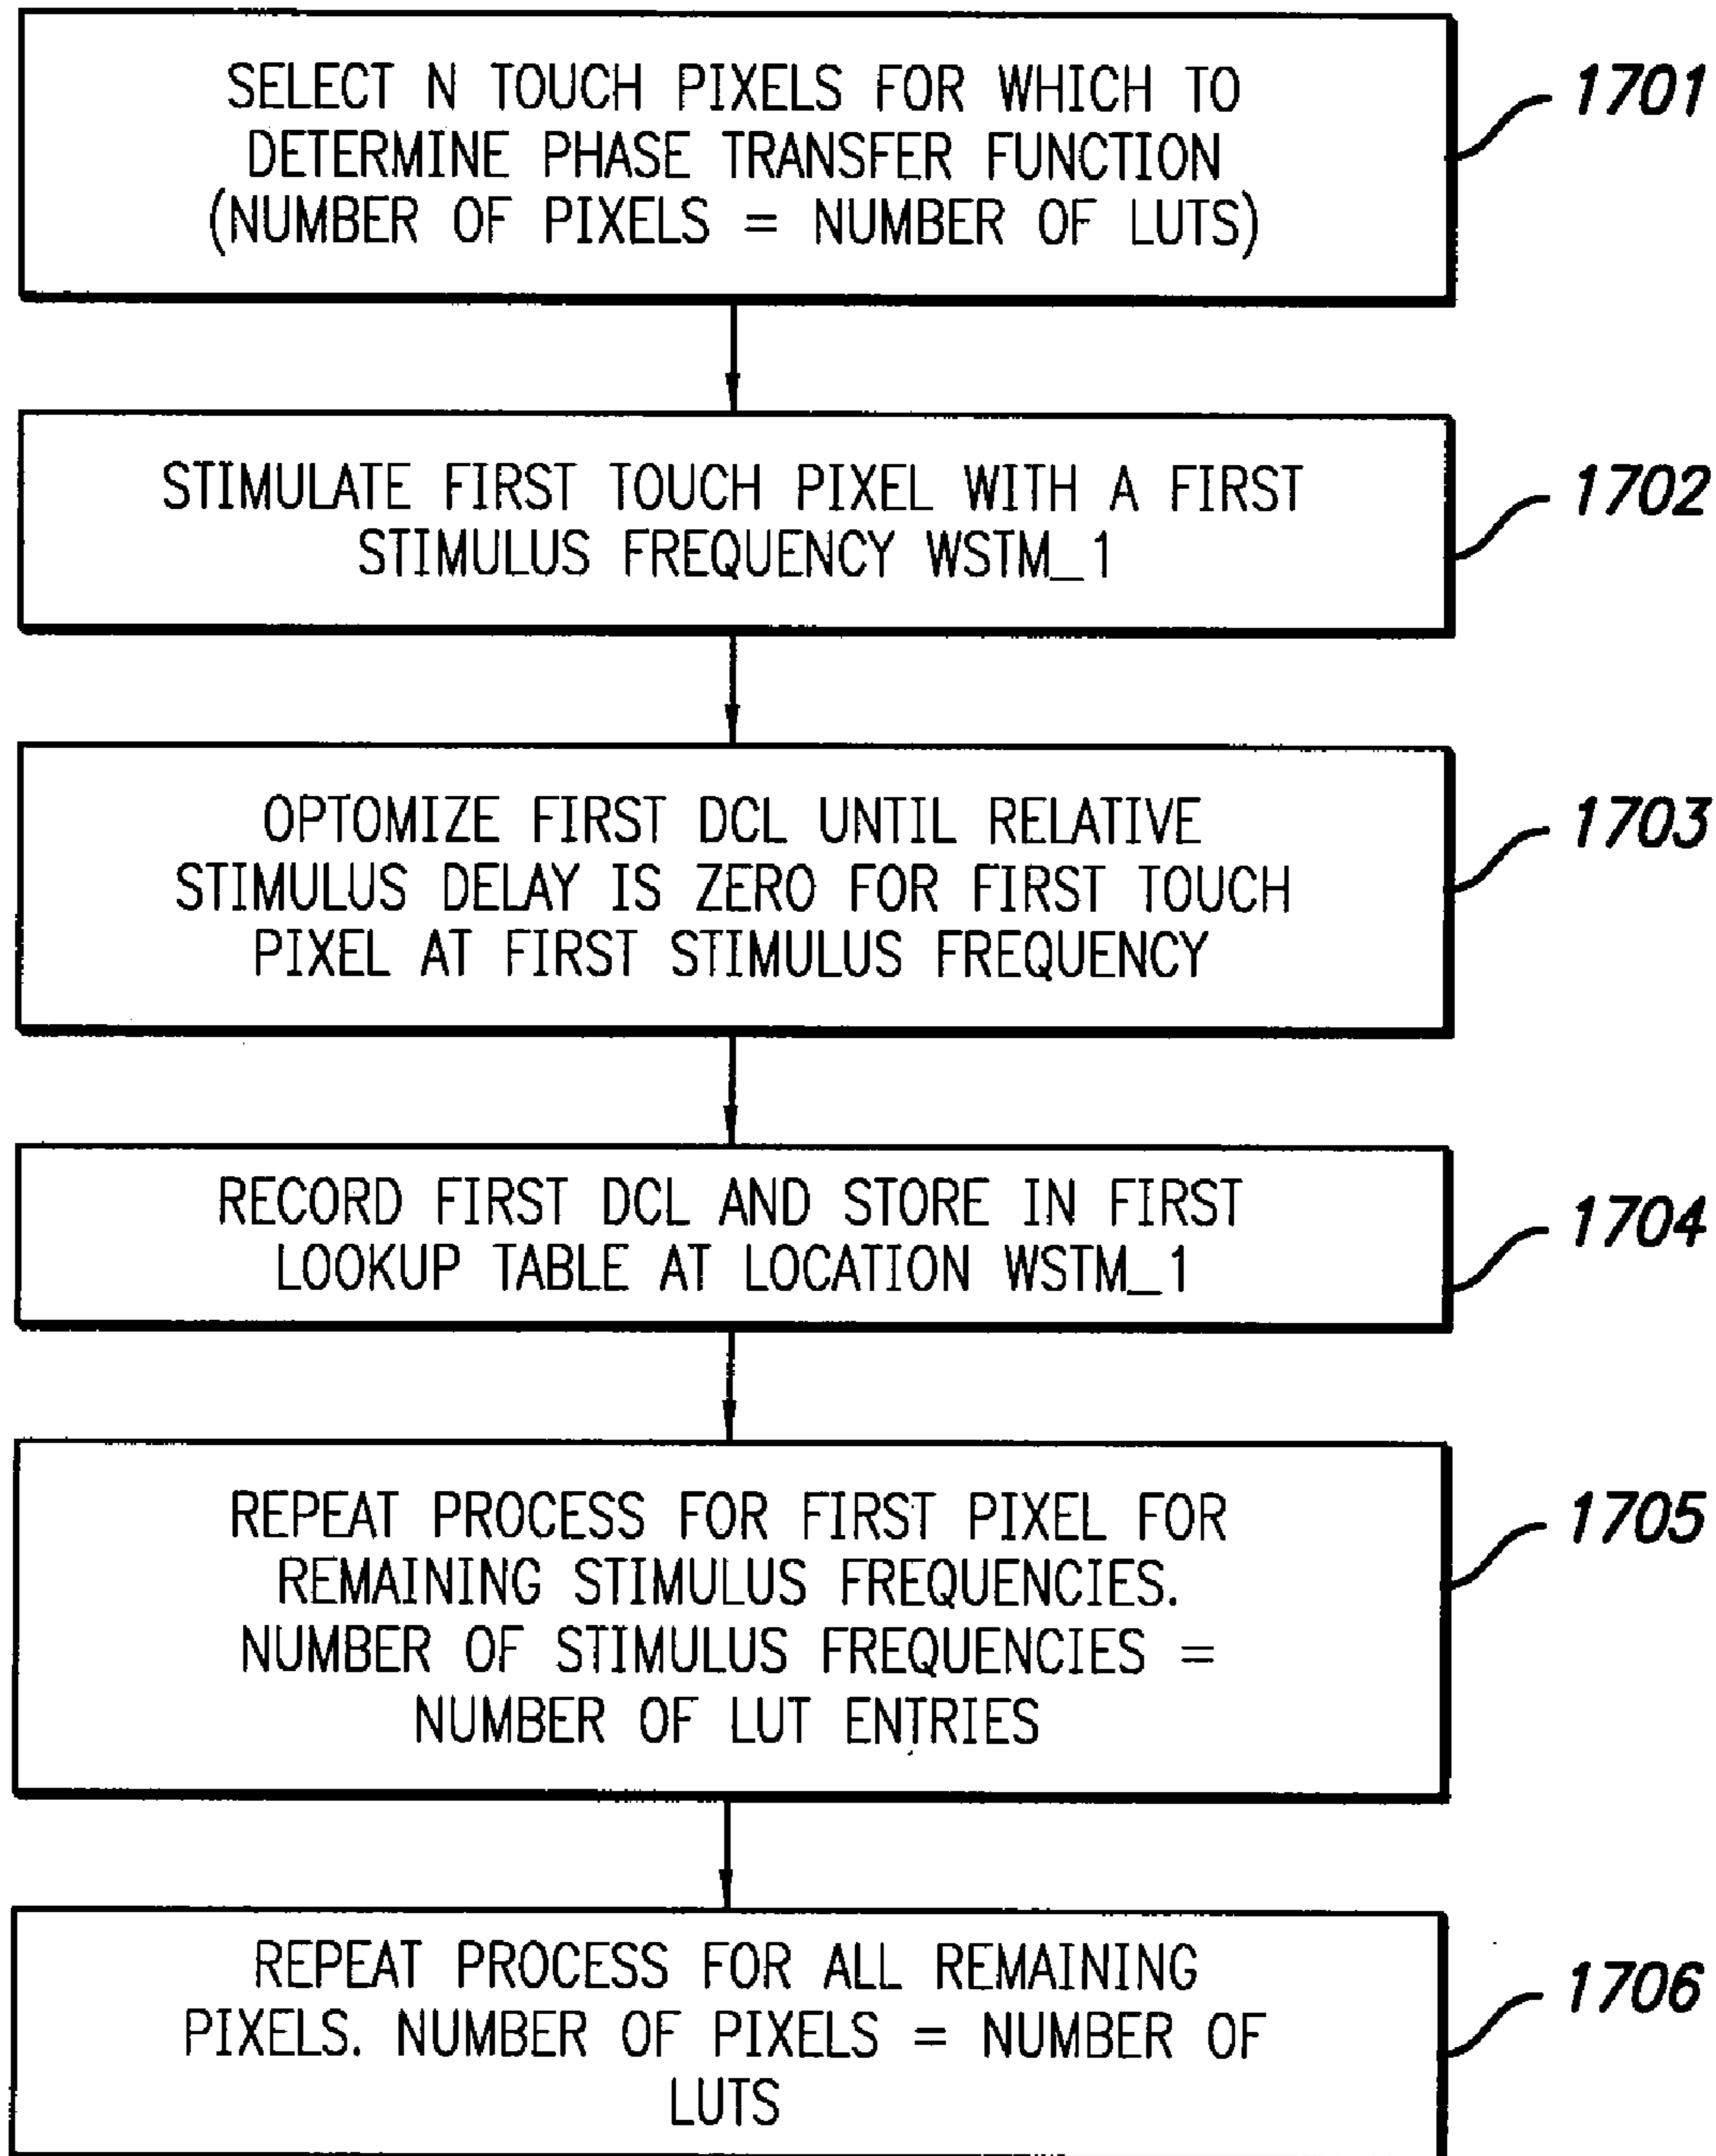 SELECT N TOUCH PIXELS FOR WHICH TO
DETERMINE PHASE TRANSFER FUNCTION
(NUMBER OF PIXELS = NUMBER OF LUTS)
1701
STIMULATE FIRST TOUCH PIXEL WITH A FIRST
STIMULUS FREQUENCY WSTM_1
1702
OPTOMIZE FIRST DCL UNTIL RELATIVE
STIMULUS DELAY IS ZERO FOR FIRST TOUCH
PIXEL AT FIRST STIMULUS FREQUENCY
1703
RECORD FIRST DCL AND STORE IN FIRST
LOOKUP TABLE AT LOCATION WSTM_1
1704
REPEAT PROCESS FOR FIRST PIXEL FOR
REMAINING STIMULUS FREQUENCIES.
NUMBER OF STIMULUS FREQUENCIES =
NUMBER OF LUT ENTRIES
1705
REPEAT PROCESS FOR ALL REMAINING
PIXELS. NUMBER OF PIXELS = NUMBER OF
LUTS
1706